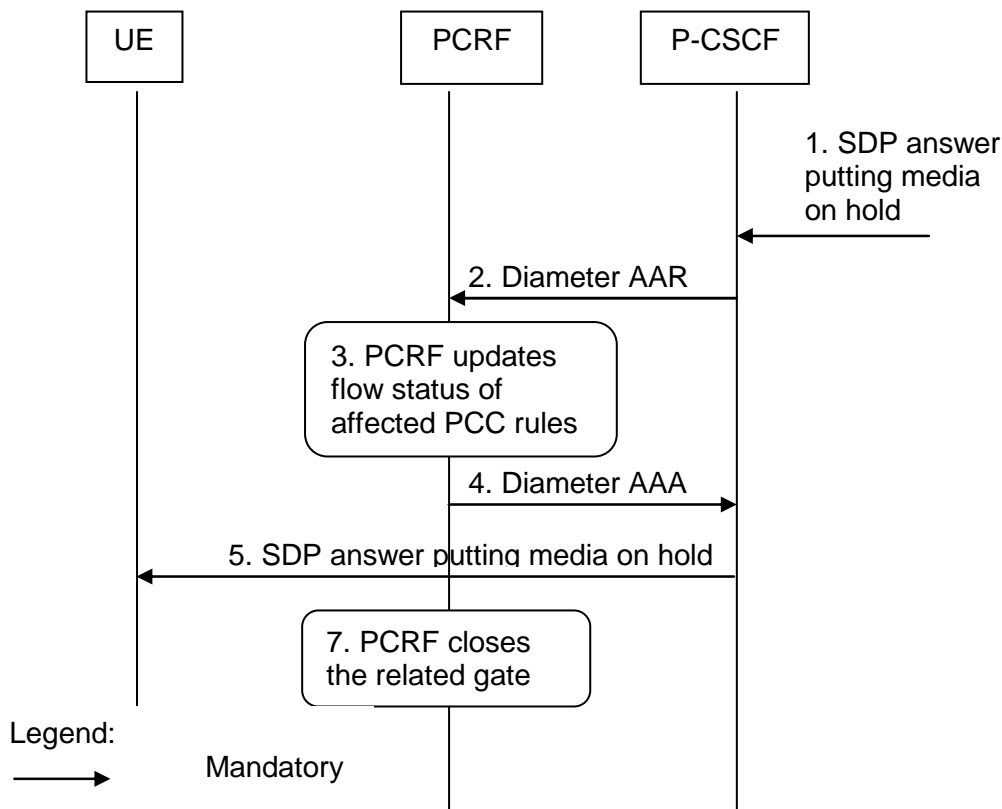 UE
PCRF
P-CSCF
1. SDP answer
putting media
on hold
2. Diameter AAR
3. PCRF updates
flow status of
affected PCC rules
4. Diameter AAA
5. SDP answer putting media on hold
7. PCRF closes
the related gate
Legend:
Mandatory